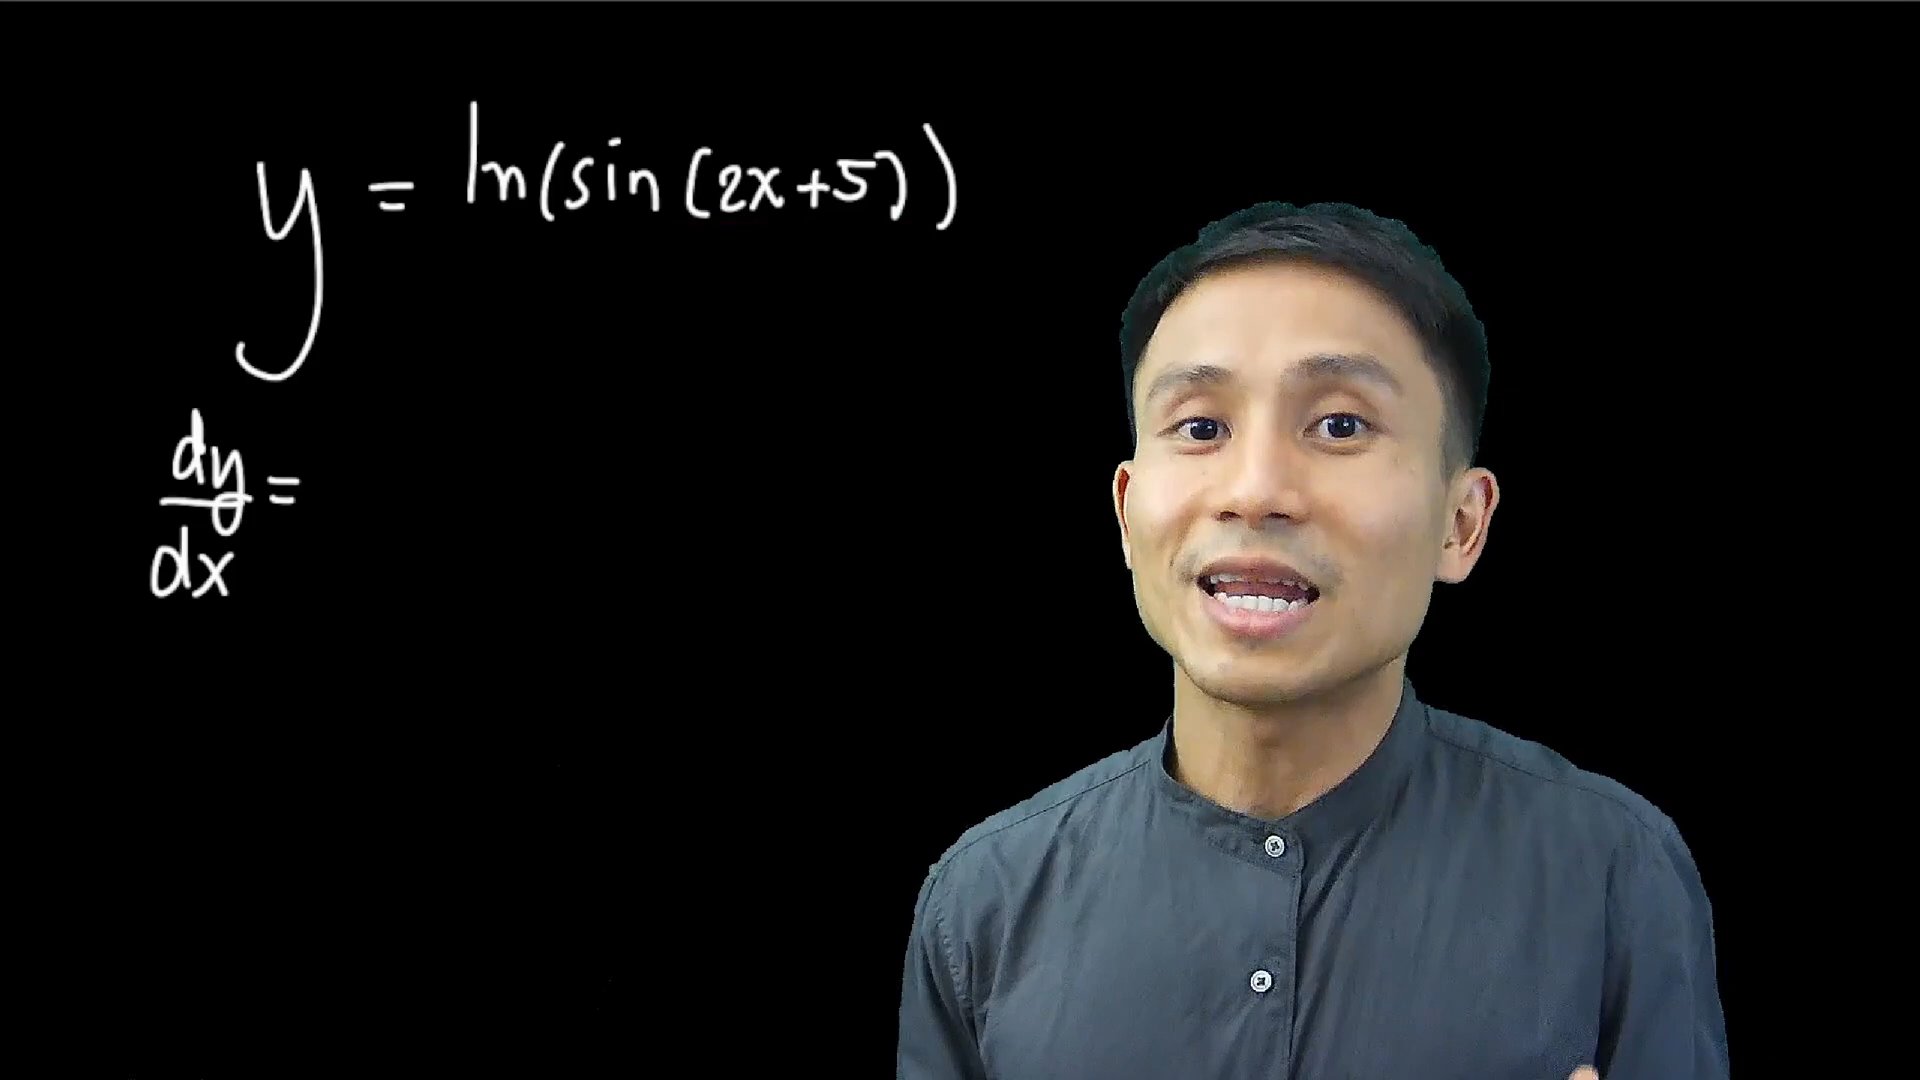 y = ln(sin(2x+5))
dy/dx =